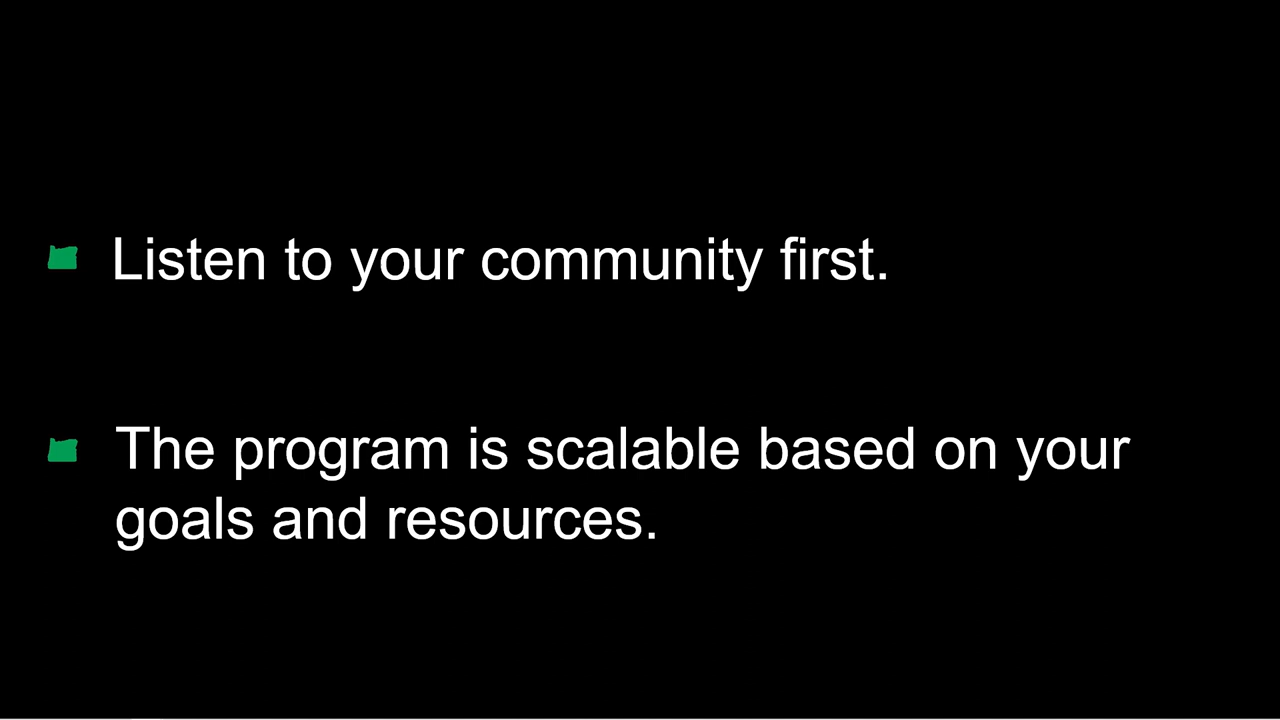 Listen to your community first.
The program is scalable based on your
goals and resources.